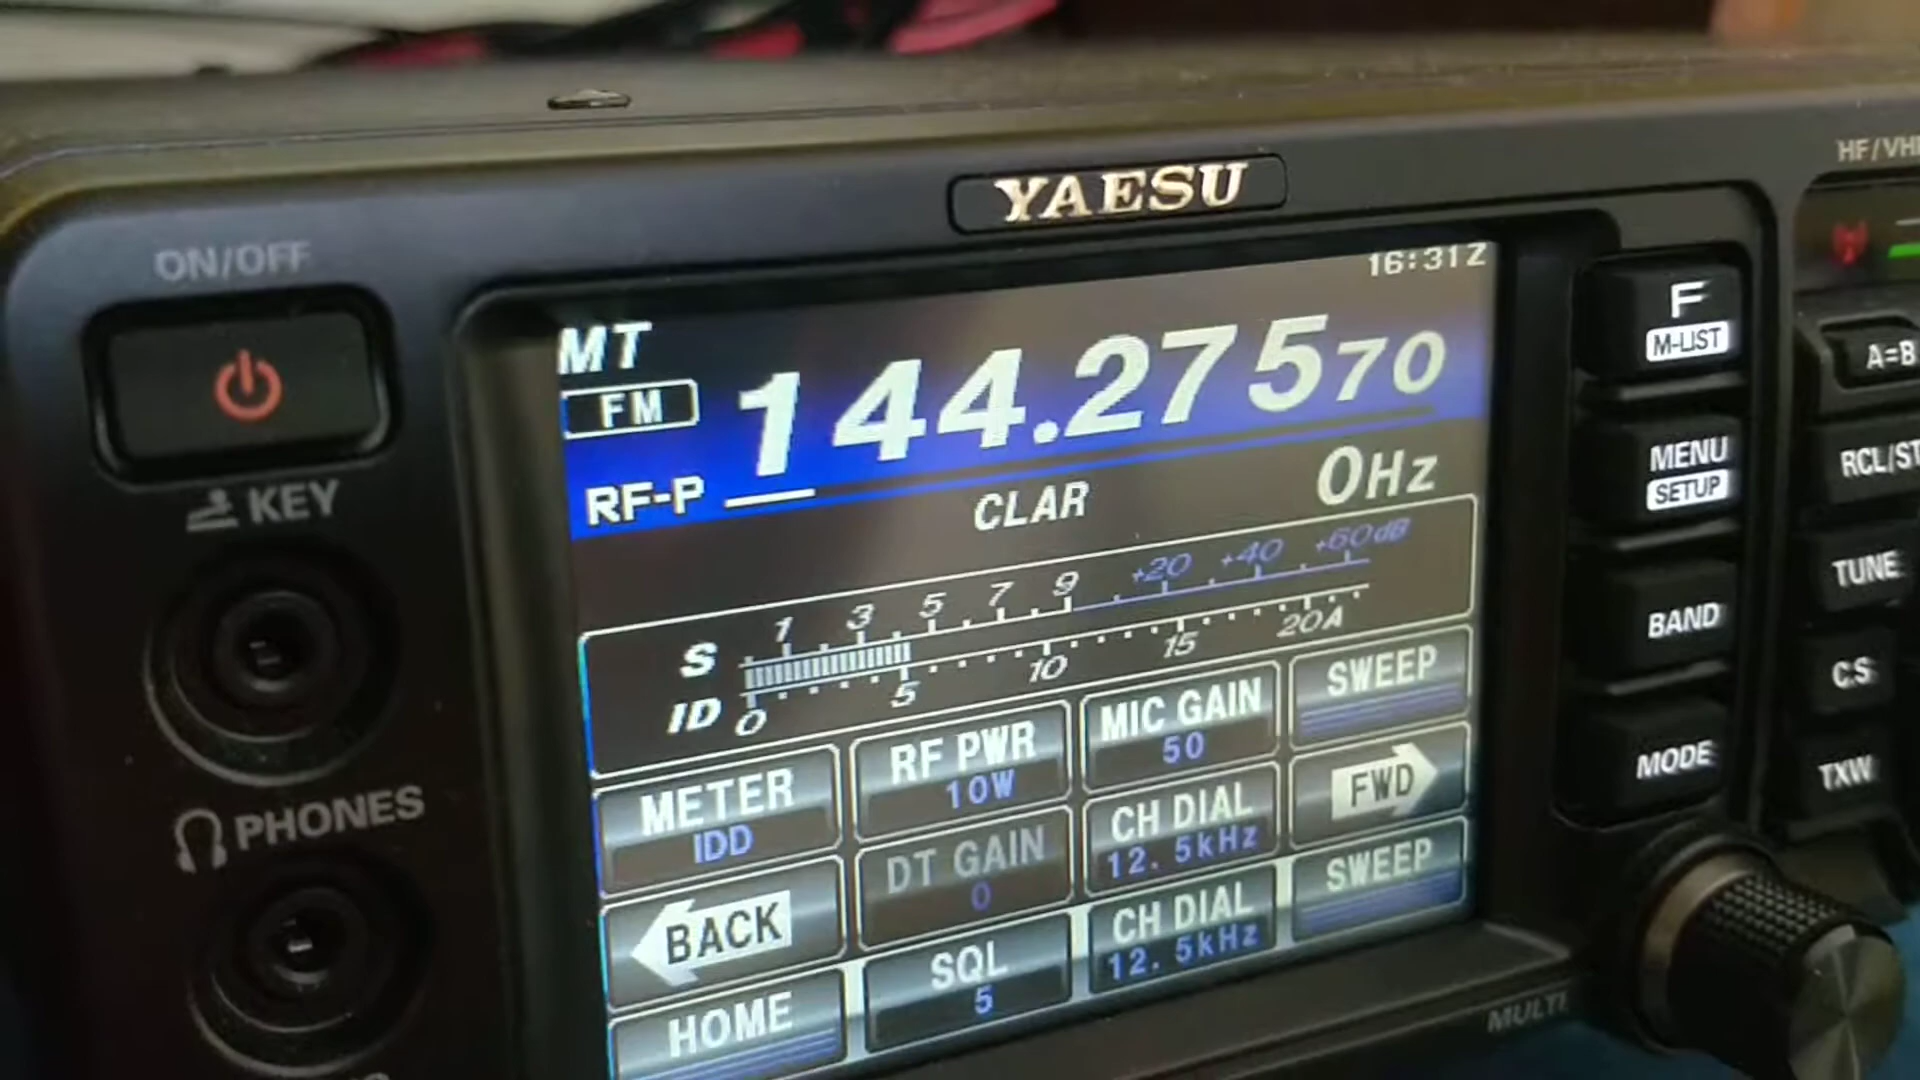 HF/VH
YAESU
ON/OFF
16:31Z
MT
144.27570
FM
RF-P
CLAR
0Hz
S 1 3 5 7 9 +20 +40 +60dB
ID 0 5 10 15 20A
METER
IDD
RF PWR
10W
MIC GAIN
50
SWEEP
BACK
DT GAIN
0
CH DIAL
12.5kHz
FWD
HOME
SQL
5
CH DIAL
12.5kHz
SWEEP
KEY
PHONES
F
M-LIST
MENU
SETUP
BAND
MODE
MULTI
A=B
RCL/ST
TUNE
C.S
TXW